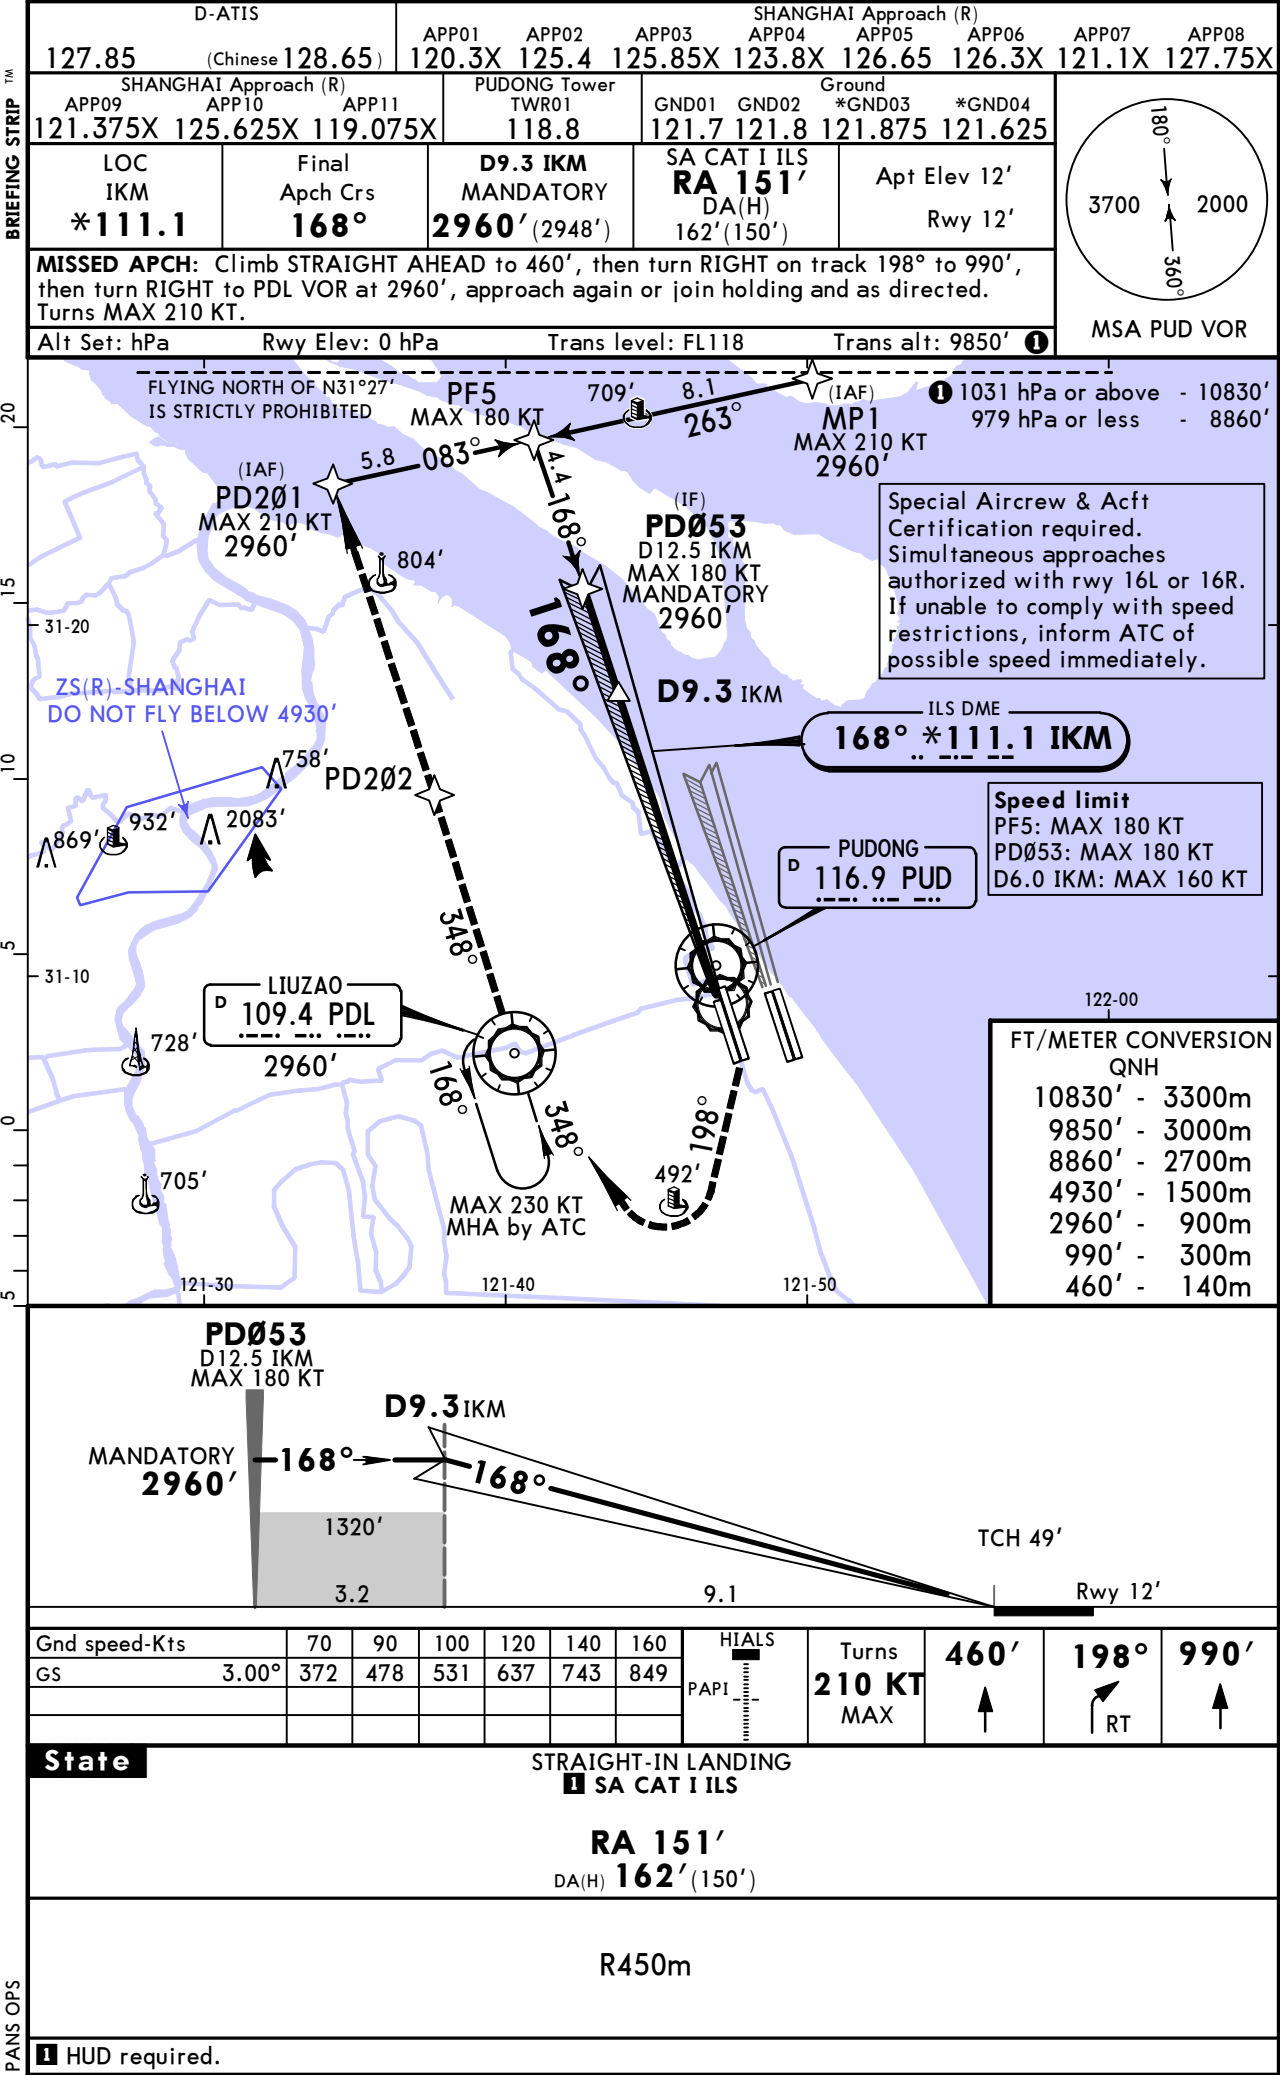 BRIEFING STRIP TM
D-ATIS
127.85 (Chinese 128.65)
SHANGHAI Approach (R)
APP01 APP02 APP03 APP04 APP05 APP06 APP07 APP08
120.3X 125.4 125.85X 123.8X 126.65 126.3X 121.1X 127.75X
SHANGHAI Approach (R)
APP09 APP10 APP11
121.375X 125.625X 119.075X
PUDONG Tower
TWR01
118.8
Ground
GND01 GND02 *GND03 *GND04
121.7 121.8 121.875 121.625
LOC
IKM
*111.1
Final
Apch Crs
168°
D9.3 IKM
MANDATORY
2960′(2948′)
SA CAT I ILS
RA 151′
DA(H)
162′(150′)
Apt Elev 12′
Rwy 12′
180°
3700 2000
360°
MSA PUD VOR
MISSED APCH: Climb STRAIGHT AHEAD to 460′, then turn RIGHT on track 198° to 990′,
then turn RIGHT to PDL VOR at 2960′, approach again or join holding and as directed.
Turns MAX 210 KT.
Alt Set: hPa Rwy Elev: 0 hPa Trans level: FL118 Trans alt: 9850′ 1
FLYING NORTH OF N31°27′
IS STRICTLY PROHIBITED
PF5
MAX 180 KT
709′
8.1
263°
(IAF)
MP1
MAX 210 KT
2960′
1 1031 hPa or above - 10830′
979 hPa or less - 8860′
5.8 083°
(IAF)
PD2Ø1
MAX 210 KT
2960′
4.4
168°
804′
(IF)
PDØ53
D12.5 IKM
MAX 180 KT
MANDATORY
2960′
Special Aircrew & Acft
Certification required.
Simultaneous approaches
authorized with rwy 16L or 16R.
If unable to comply with speed
restrictions, inform ATC of
possible speed immediately.
20
15
10
5
0
5
31-20
31-10
168°
D9.3 IKM
ZS(R)-SHANGHAI
DO NOT FLY BELOW 4930′
ILS DME
168° *111.1 IKM
758′
PD2Ø2
932′
2083′
869′
Speed limit
PF5: MAX 180 KT
PDØ53: MAX 180 KT
D6.0 IKM: MAX 160 KT
PUDONG
D 116.9 PUD
348°
LIUZAO
D 109.4 PDL
2960′
728′
168°
348°
198°
492′
705′
MAX 230 KT
MHA by ATC
122-00
121-30
121-40
121-50
FT/METER CONVERSION
QNH
10830′ - 3300m
9850′ - 3000m
8860′ - 2700m
4930′ - 1500m
2960′ - 900m
990′ - 300m
460′ - 140m
PDØ53
D12.5 IKM
MAX 180 KT
D9.3 IKM
MANDATORY
2960′
168°
168°
1320′
3.2
9.1
TCH 49′
Rwy 12′
Gnd speed-Kts 70 90 100 120 140 160
GS 3.00° 372 478 531 637 743 849
HIALS
PAPI
Turns
210 KT
MAX
460′
198°
RT
990′
State
STRAIGHT-IN LANDING
1 SA CAT I ILS
RA 151′
DA(H) 162′(150′)
R450m
PANS OPS
1 HUD required.